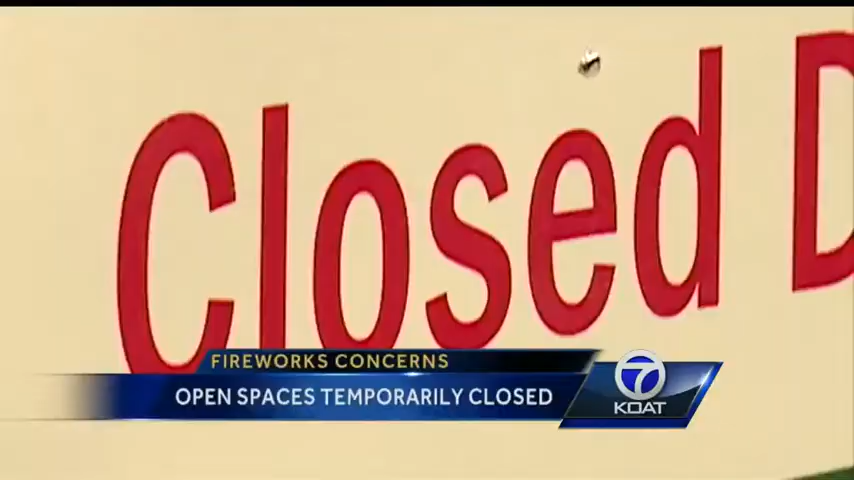 Closed D
FIREWORKS CONCERNS
OPEN SPACES TEMPORARILY CLOSED
7
KOAT